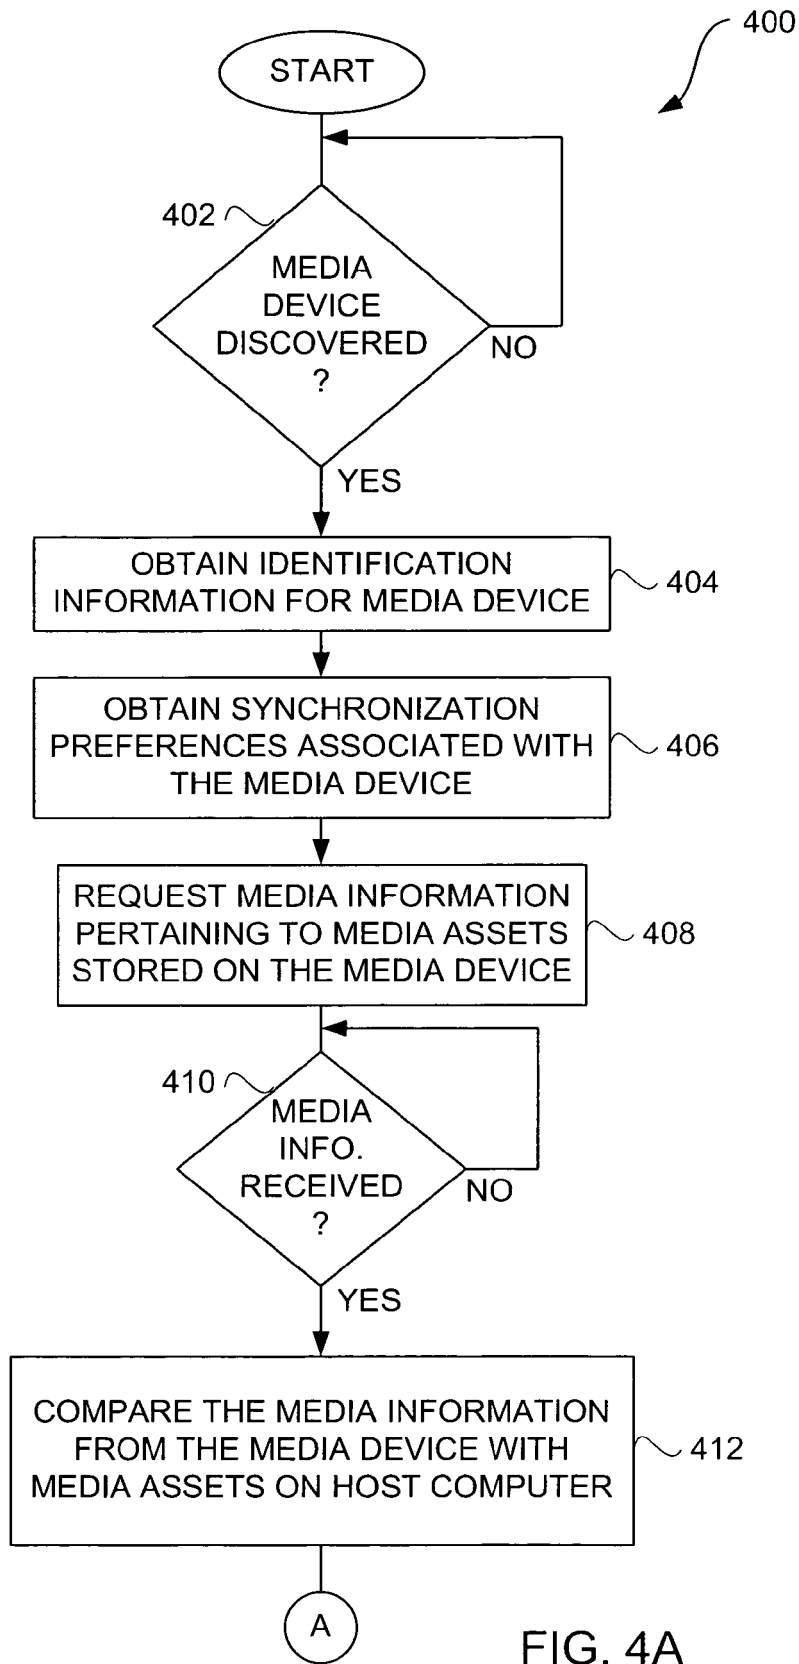 400
START
402
MEDIA
DEVICE
DISCOVERED
?
NO
YES
OBTAIN IDENTIFICATION
INFORMATION FOR MEDIA DEVICE
404
OBTAIN SYNCHRONIZATION
PREFERENCES ASSOCIATED WITH
THE MEDIA DEVICE
406
REQUEST MEDIA INFORMATION
PERTAINING TO MEDIA ASSETS
STORED ON THE MEDIA DEVICE
408
410
MEDIA
INFO.
RECEIVED
?
NO
YES
COMPARE THE MEDIA INFORMATION
FROM THE MEDIA DEVICE WITH
MEDIA ASSETS ON HOST COMPUTER
412
A
FIG. 4A